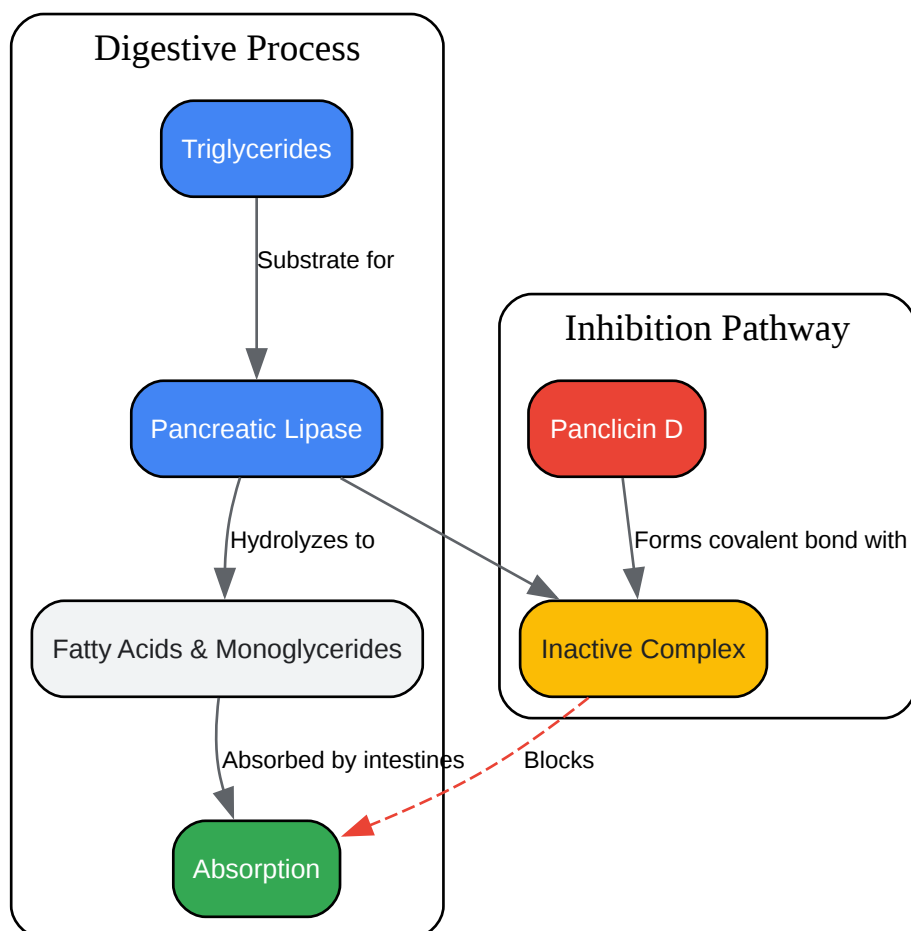 Digestive Process
Triglycerides
Substrate for
Inhibition Pathway
Pancreatic Lipase
Panclicin D
Hydrolyzes to
Forms covalent bond with
Fatty Acids & Monoglycerides
Inactive Complex
Absorbed by intestines
Blocks
Absorption